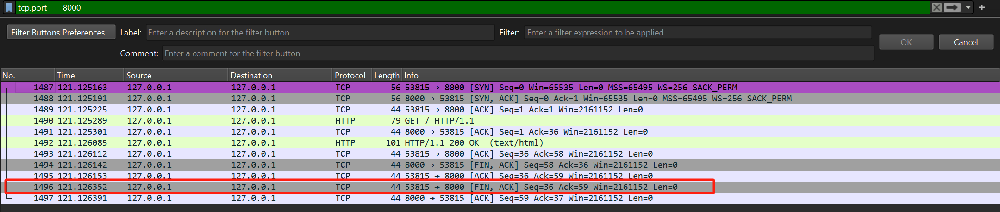 tcp.port == 8000
Filter Buttons Preferences... Label: Enter a description for the filter button Filter: Enter a filter expression to be applied OK Cancel
Comment: Enter a comment for the filter button
No. Time Source Destination Protocol Length Info
1487 121.125163 127.0.0.1 127.0.0.1 TCP 56 53815 → 8000 [SYN] Seq=0 Win=65535 Len=0 MSS=65495 WS=256 SACK_PERM
1488 121.125191 127.0.0.1 127.0.0.1 TCP 56 8000 → 53815 [SYN, ACK] Seq=0 Ack=1 Win=65535 Len=0 MSS=65495 WS=256 SACK_PERM
1489 121.125225 127.0.0.1 127.0.0.1 TCP 44 53815 → 8000 [ACK] Seq=1 Ack=1 Win=2161152 Len=0
1490 121.125289 127.0.0.1 127.0.0.1 HTTP 79 GET / HTTP/1.1
1491 121.125301 127.0.0.1 127.0.0.1 TCP 44 8000 → 53815 [ACK] Seq=1 Ack=36 Win=2161152 Len=0
1492 121.126085 127.0.0.1 127.0.0.1 HTTP 101 HTTP/1.1 200 OK (text/html)
1493 121.126112 127.0.0.1 127.0.0.1 TCP 44 53815 → 8000 [ACK] Seq=36 Ack=58 Win=2161152 Len=0
1494 121.126142 127.0.0.1 127.0.0.1 TCP 44 8000 → 53815 [FIN, ACK] Seq=58 Ack=36 Win=2161152 Len=0
1495 121.126153 127.0.0.1 127.0.0.1 TCP 44 53815 → 8000 [ACK] Seq=36 Ack=59 Win=2161152 Len=0
1496 121.126352 127.0.0.1 127.0.0.1 TCP 44 53815 → 8000 [FIN, ACK] Seq=36 Ack=59 Win=2161152 Len=0
1497 121.126391 127.0.0.1 127.0.0.1 TCP 44 8000 → 53815 [ACK] Seq=59 Ack=37 Win=2161152 Len=0